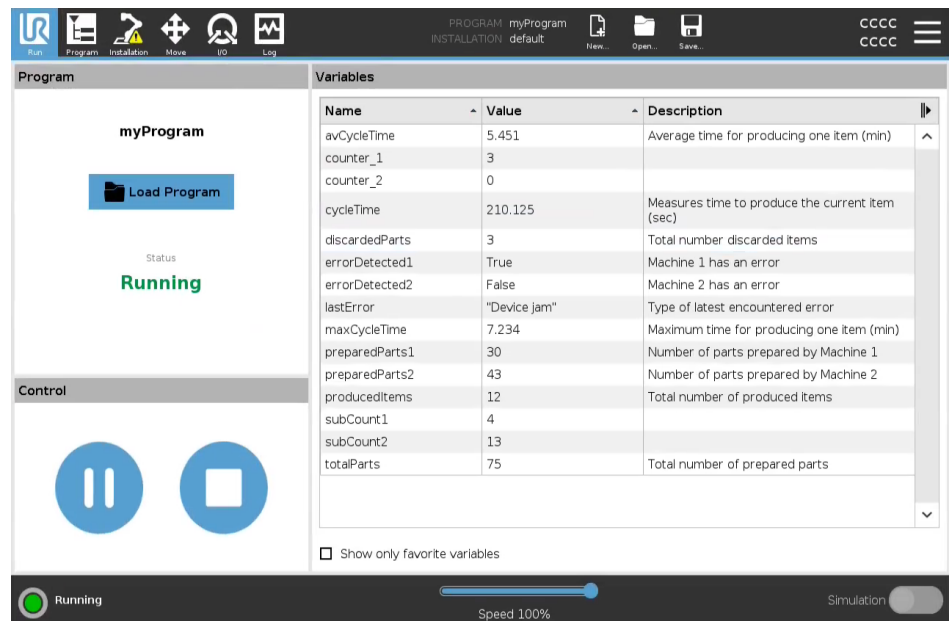 PROGRAM myProgram
INSTALLATION default
CCCC
CCCC
UR
Run Program Installation Move I/O Log New... Open... Save...
Program
myProgram
Load Program
Status
Running
Control
Variables
Name Value Description
avCycleTime 5.451 Average time for producing one item (min)
counter_1 3
counter_2 0
cycleTime 210.125 Measures time to produce the current item
(sec)
discardedParts 3 Total number discarded items
errorDetected1 True Machine 1 has an error
errorDetected2 False Machine 2 has an error
lastError "Device jam" Type of latest encountered error
maxCycleTime 7.234 Maximum time for producing one item (min)
preparedParts1 30 Number of parts prepared by Machine 1
preparedParts2 43 Number of parts prepared by Machine 2
producedItems 12 Total number of produced items
subCount1 4
subCount2 13
totalParts 75 Total number of prepared parts
Show only favorite variables
Running
Speed 100%
Simulation